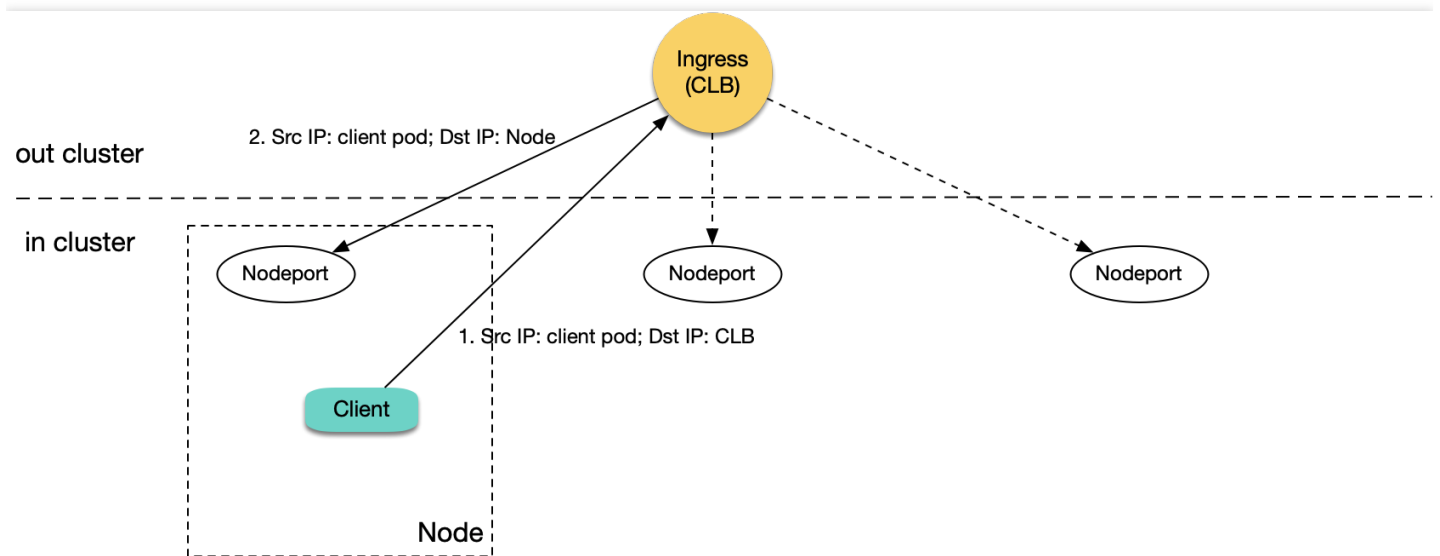 Ingress
(CLB)
2. Src IP: client pod; Dst IP: Node
out cluster
in cluster
Nodeport
Nodeport
Nodeport
1. Src IP: client pod; Dst IP: CLB
Client
Node